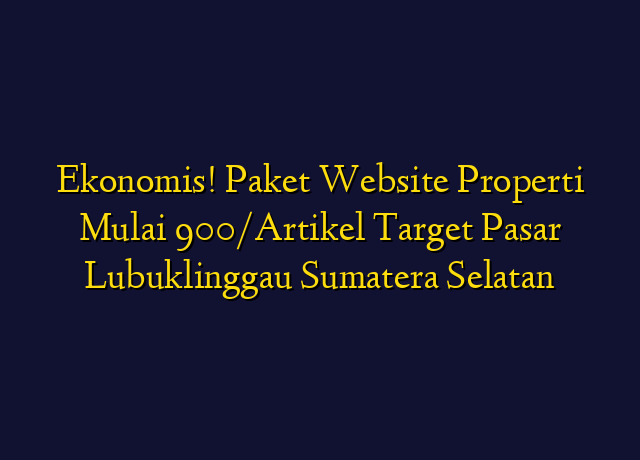 Ekonomis! Paket Website Properti
Mulai 900/Artikel Target Pasar
Lubuklinggau Sumatera Selatan